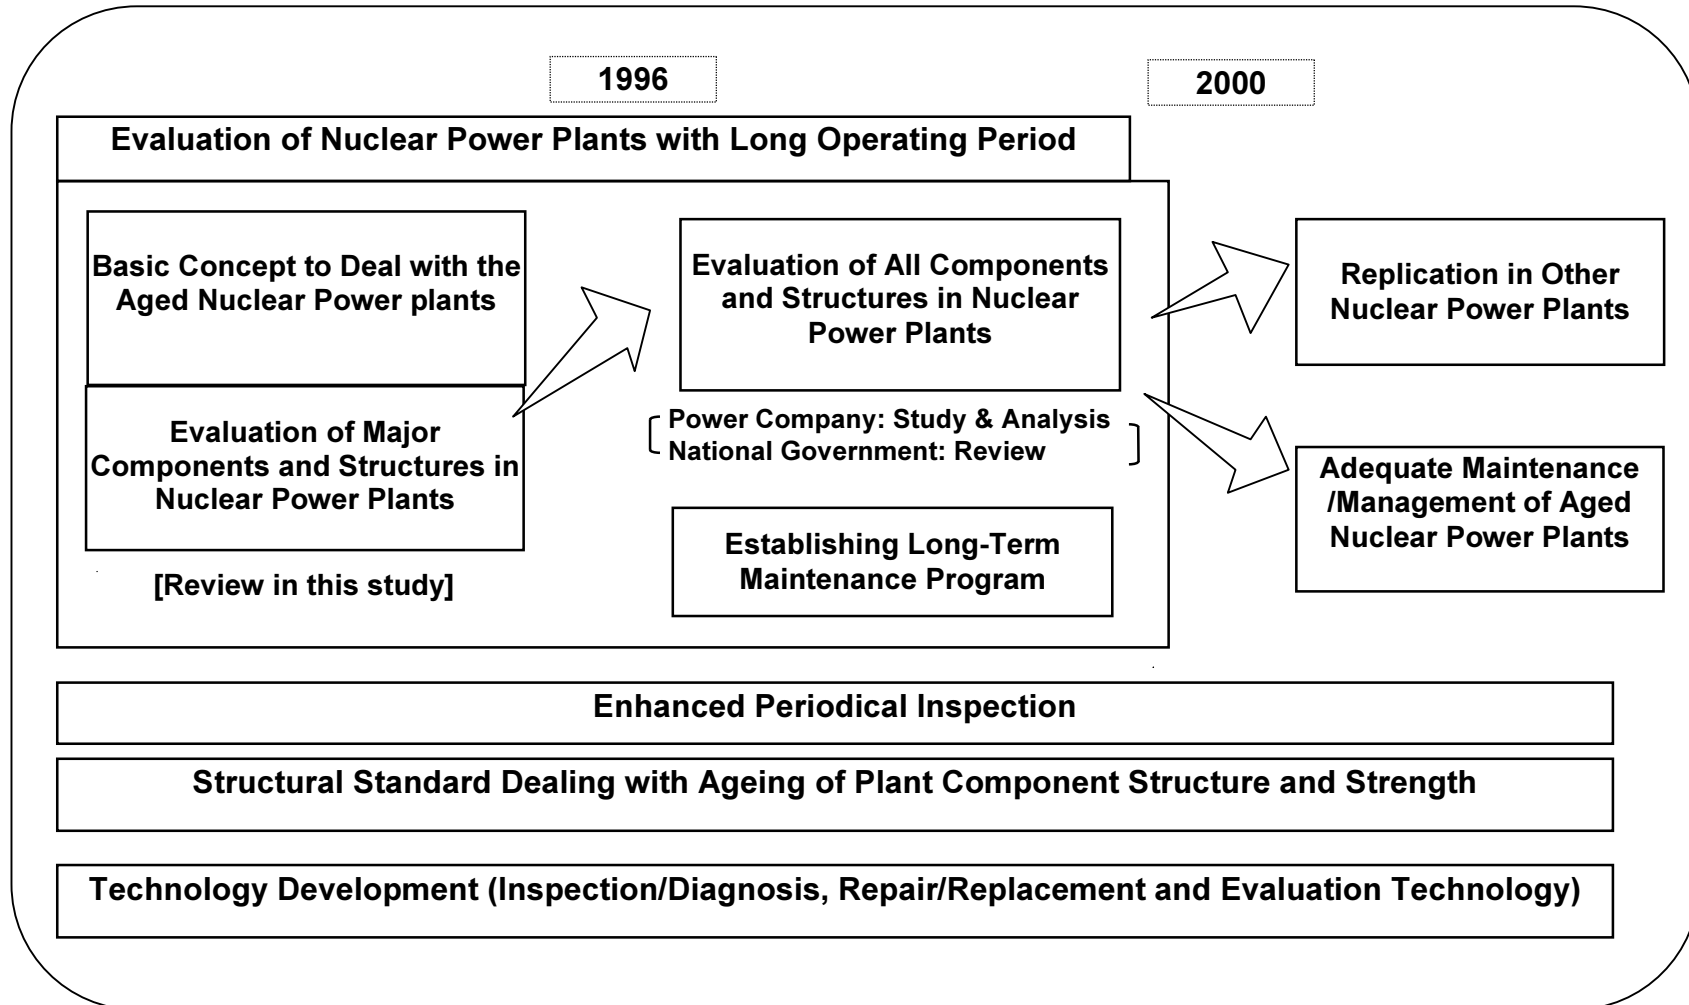 1996
2000
Evaluation of Nuclear Power Plants with Long Operating Period
Basic Concept to Deal with the
Aged Nuclear Power plants
Evaluation of Major
Components and Structures in
Nuclear Power Plants
[Review in this study]
Evaluation of All Components
and Structures in Nuclear
Power Plants
Power Company: Study & Analysis
National Government: Review
Establishing Long-Term
Maintenance Program
Replication in Other
Nuclear Power Plants
Adequate Maintenance
/Management of Aged
Nuclear Power Plants
Enhanced Periodical Inspection
Structural Standard Dealing with Ageing of Plant Component Structure and Strength
Technology Development (Inspection/Diagnosis, Repair/Replacement and Evaluation Technology)